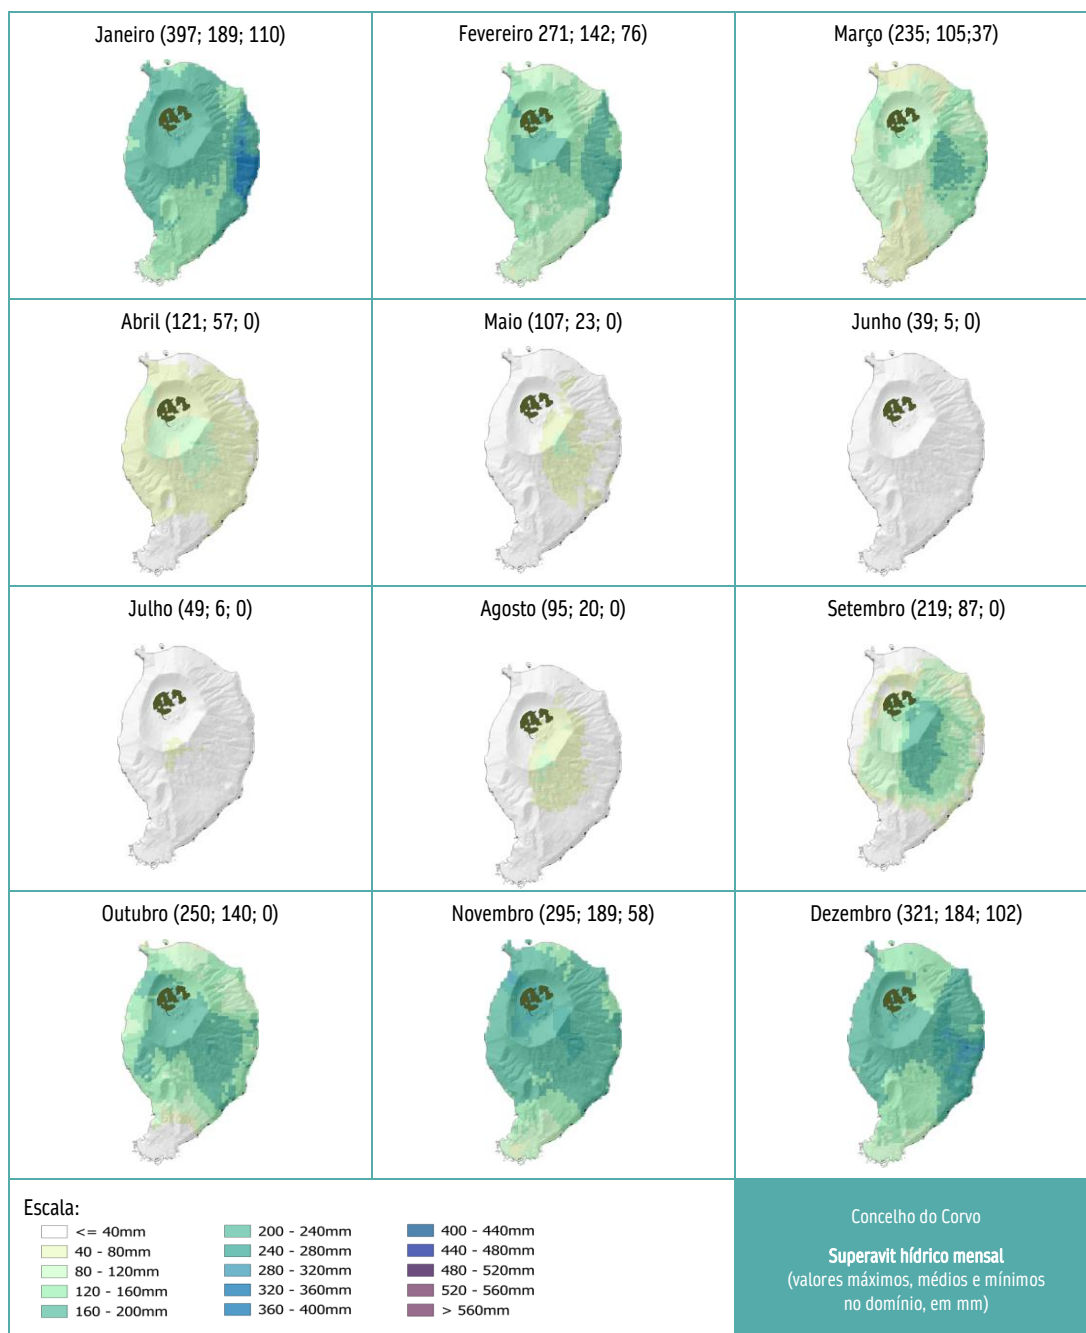 Janeiro (397; 189; 110)
Fevereiro 271; 142; 76)
Março (235; 105;37)
Abril (121; 57; 0)
Maio (107; 23; 0)
Junho (39; 5; 0)
Julho (49; 6; 0)
Agosto (95; 20; 0)
Setembro (219; 87; 0)
Outubro (250; 140; 0)
Novembro (295; 189; 58)
Dezembro (321; 184; 102)
Escala:
<= 40mm
40 - 80mm
80 - 120mm
120 - 160mm
160 - 200mm
200 - 240mm
240 - 280mm
280 - 320mm
320 - 360mm
360 - 400mm
400 - 440mm
440 - 480mm
480 - 520mm
520 - 560mm
> 560mm
Concelho do Corvo
Superavit hídrico mensal
(valores máximos, médios e mínimos
no domínio, em mm)